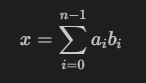 x = \sum_{i=0}^{n-1} a_i b_i